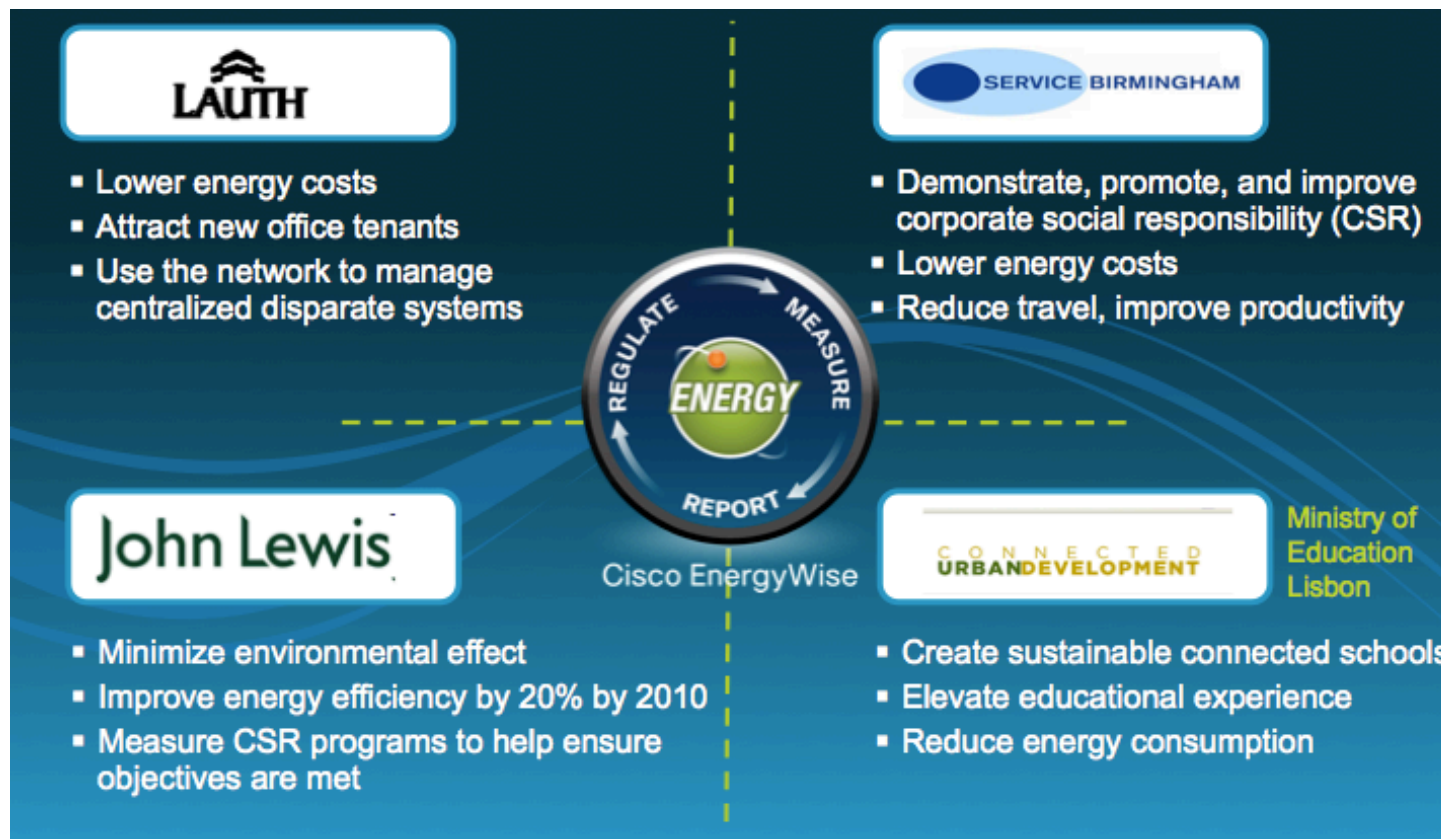 LAUTH
▪ Lower energy costs
▪ Attract new office tenants
▪ Use the network to manage
centralized disparate systems
SERVICE BIRMINGHAM
▪ Demonstrate, promote, and improve
corporate social responsibility (CSR)
▪ Lower energy costs
▪ Reduce travel, improve productivity
REGULATE
MEASURE
ENERGY
REPORT
Cisco EnergyWise
John Lewis
▪ Minimize environmental effect
▪ Improve energy efficiency by 20% by 2010
▪ Measure CSR programs to help ensure
objectives are met
CONNECTED
URBANDEVELOPMENT
Ministry of
Education
Lisbon
▪ Create sustainable connected schools
▪ Elevate educational experience
▪ Reduce energy consumption